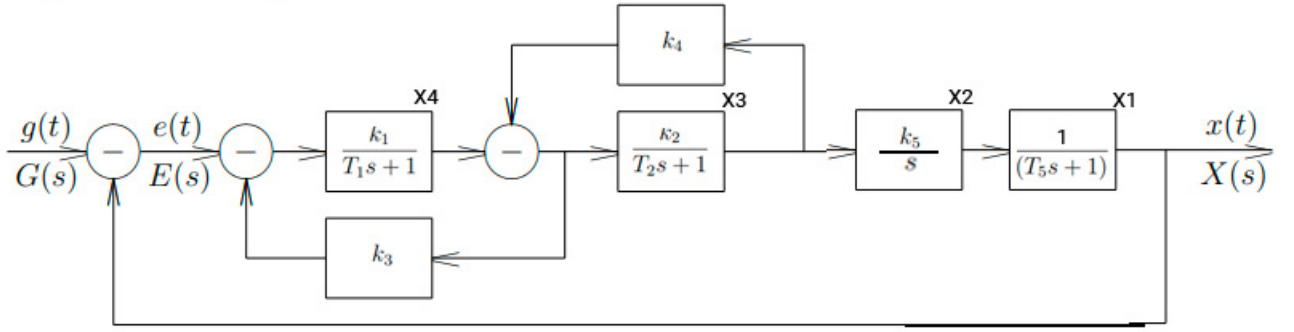 k₄
X4
X3
X2
X1
g(t)
G(s)
−
e(t)
E(s)
−
k₁
T₁s + 1
−
κ₂
T₂s + 1
k₅
s
1
(T₅s + 1)
x(t)
X(s)
k₃